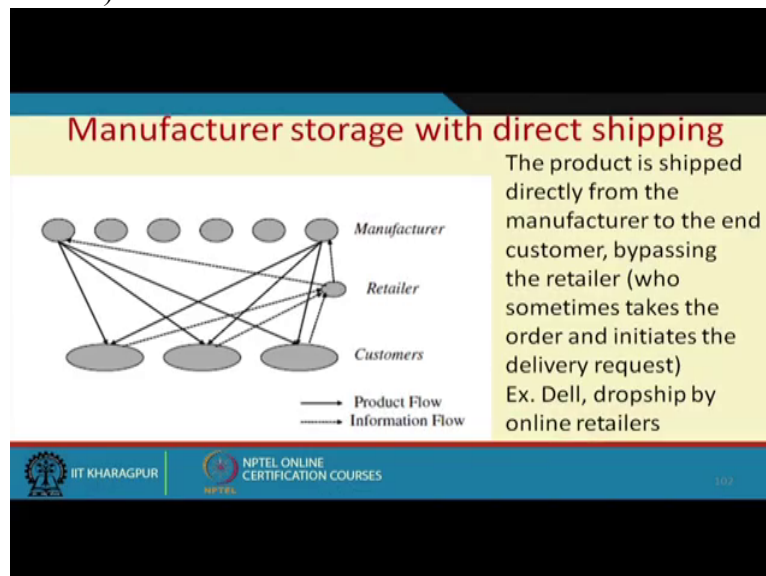 Manufacturer storage with direct shipping
The product is shipped
directly from the
manufacturer to the end
customer, bypassing
the retailer (who
sometimes takes the
order and initiates the
delivery request)
Ex. Dell, dropship by
online retailers
Manufacturer
Retailer
Customers
Product Flow
Information Flow
IIT KHARAGPUR
NPTEL
NPTEL ONLINE
CERTIFICATION COURSES